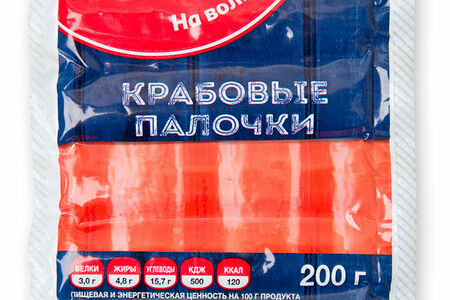 На вол
КРАБОВЫЕ
ПАЛОЧКИ
БЕЛКИ ЖИРЫ УГЛЕВОДЫ КДЖ ККАЛ
3,0 г 4,8 г 15,7 г 500 120 200 г
ПИЩЕВАЯ И ЭНЕРГЕТИЧЕСКАЯ ЦЕННОСТЬ НА 100 Г ПРОДУКТА